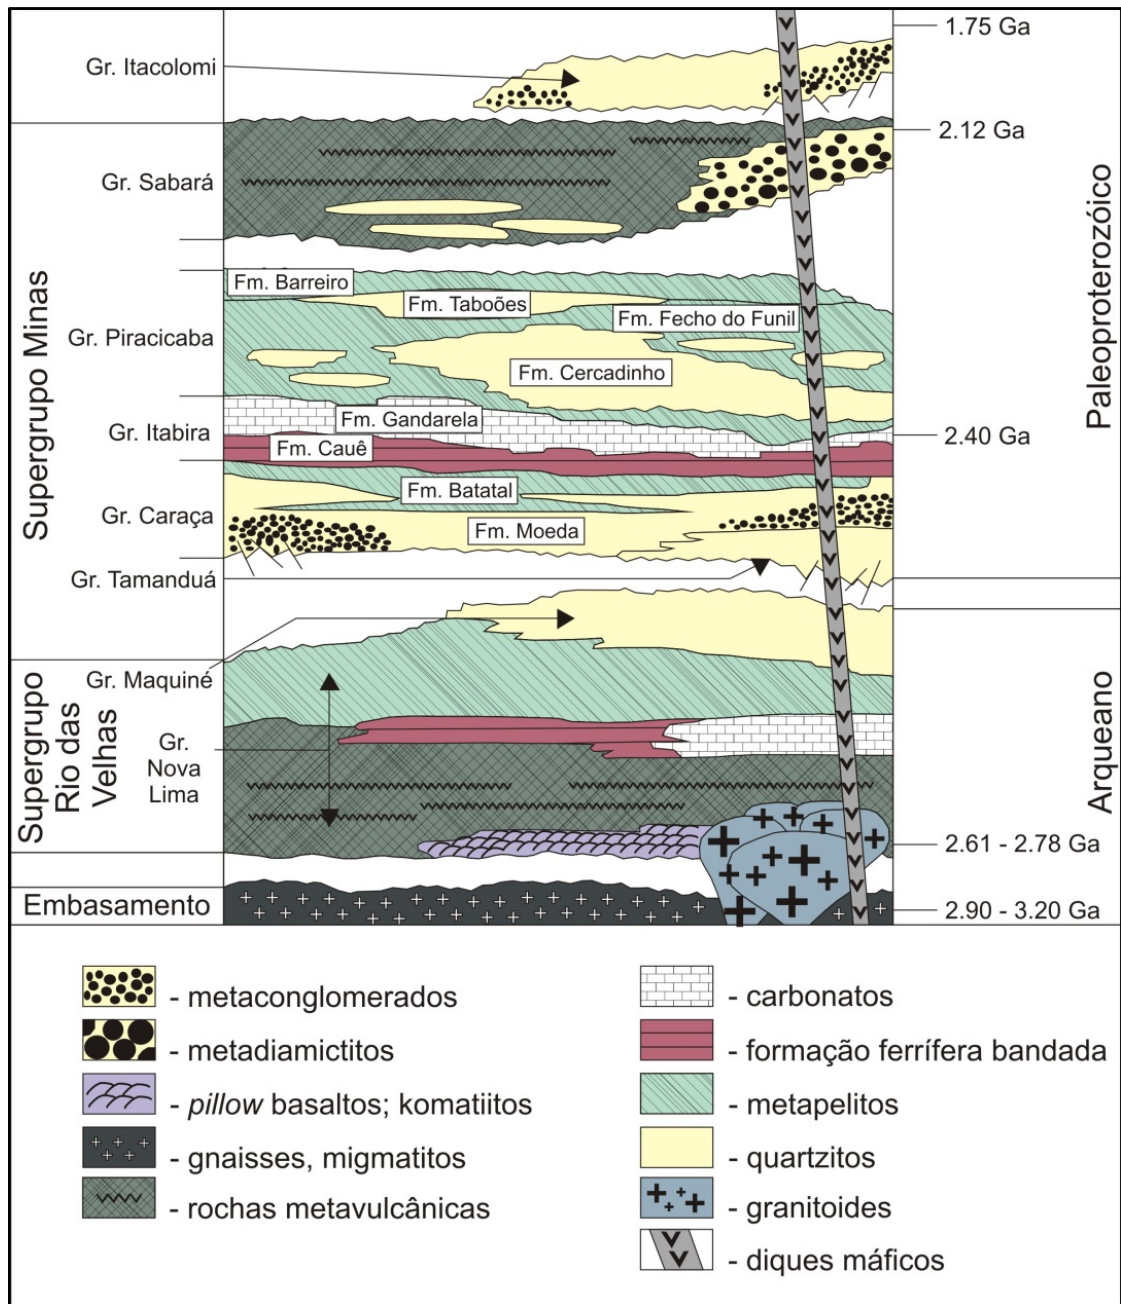 1.75 Ga
Gr. Itacolomi
2.12 Ga
Gr. Sabará
Fm. Barreiro
Fm. Taboões
Fm. Fecho do Funil
Gr. Piracicaba
Fm. Cercadinho
Fm. Gandarela
Gr. Itabira
2.40 Ga
Fm. Cauê
Fm. Batatal
Gr. Caraça
Fm. Moeda
Gr. Tamanduá
Supergrupo Minas
Paleoproterozóico
Gr. Maquiné
Gr.
Nova
Lima
Supergrupo
Rio das
Velhas
Arqueano
2.61 - 2.78 Ga
Embasamento
2.90 - 3.20 Ga
- metaconglomerados
- metadiamictitos
- pillow basaltos; komatiitos
- gnaisses, migmatitos
- rochas metavulcânicas
- carbonatos
- formação ferrífera bandada
- metapelitos
- quartzitos
- granitoides
- diques máficos